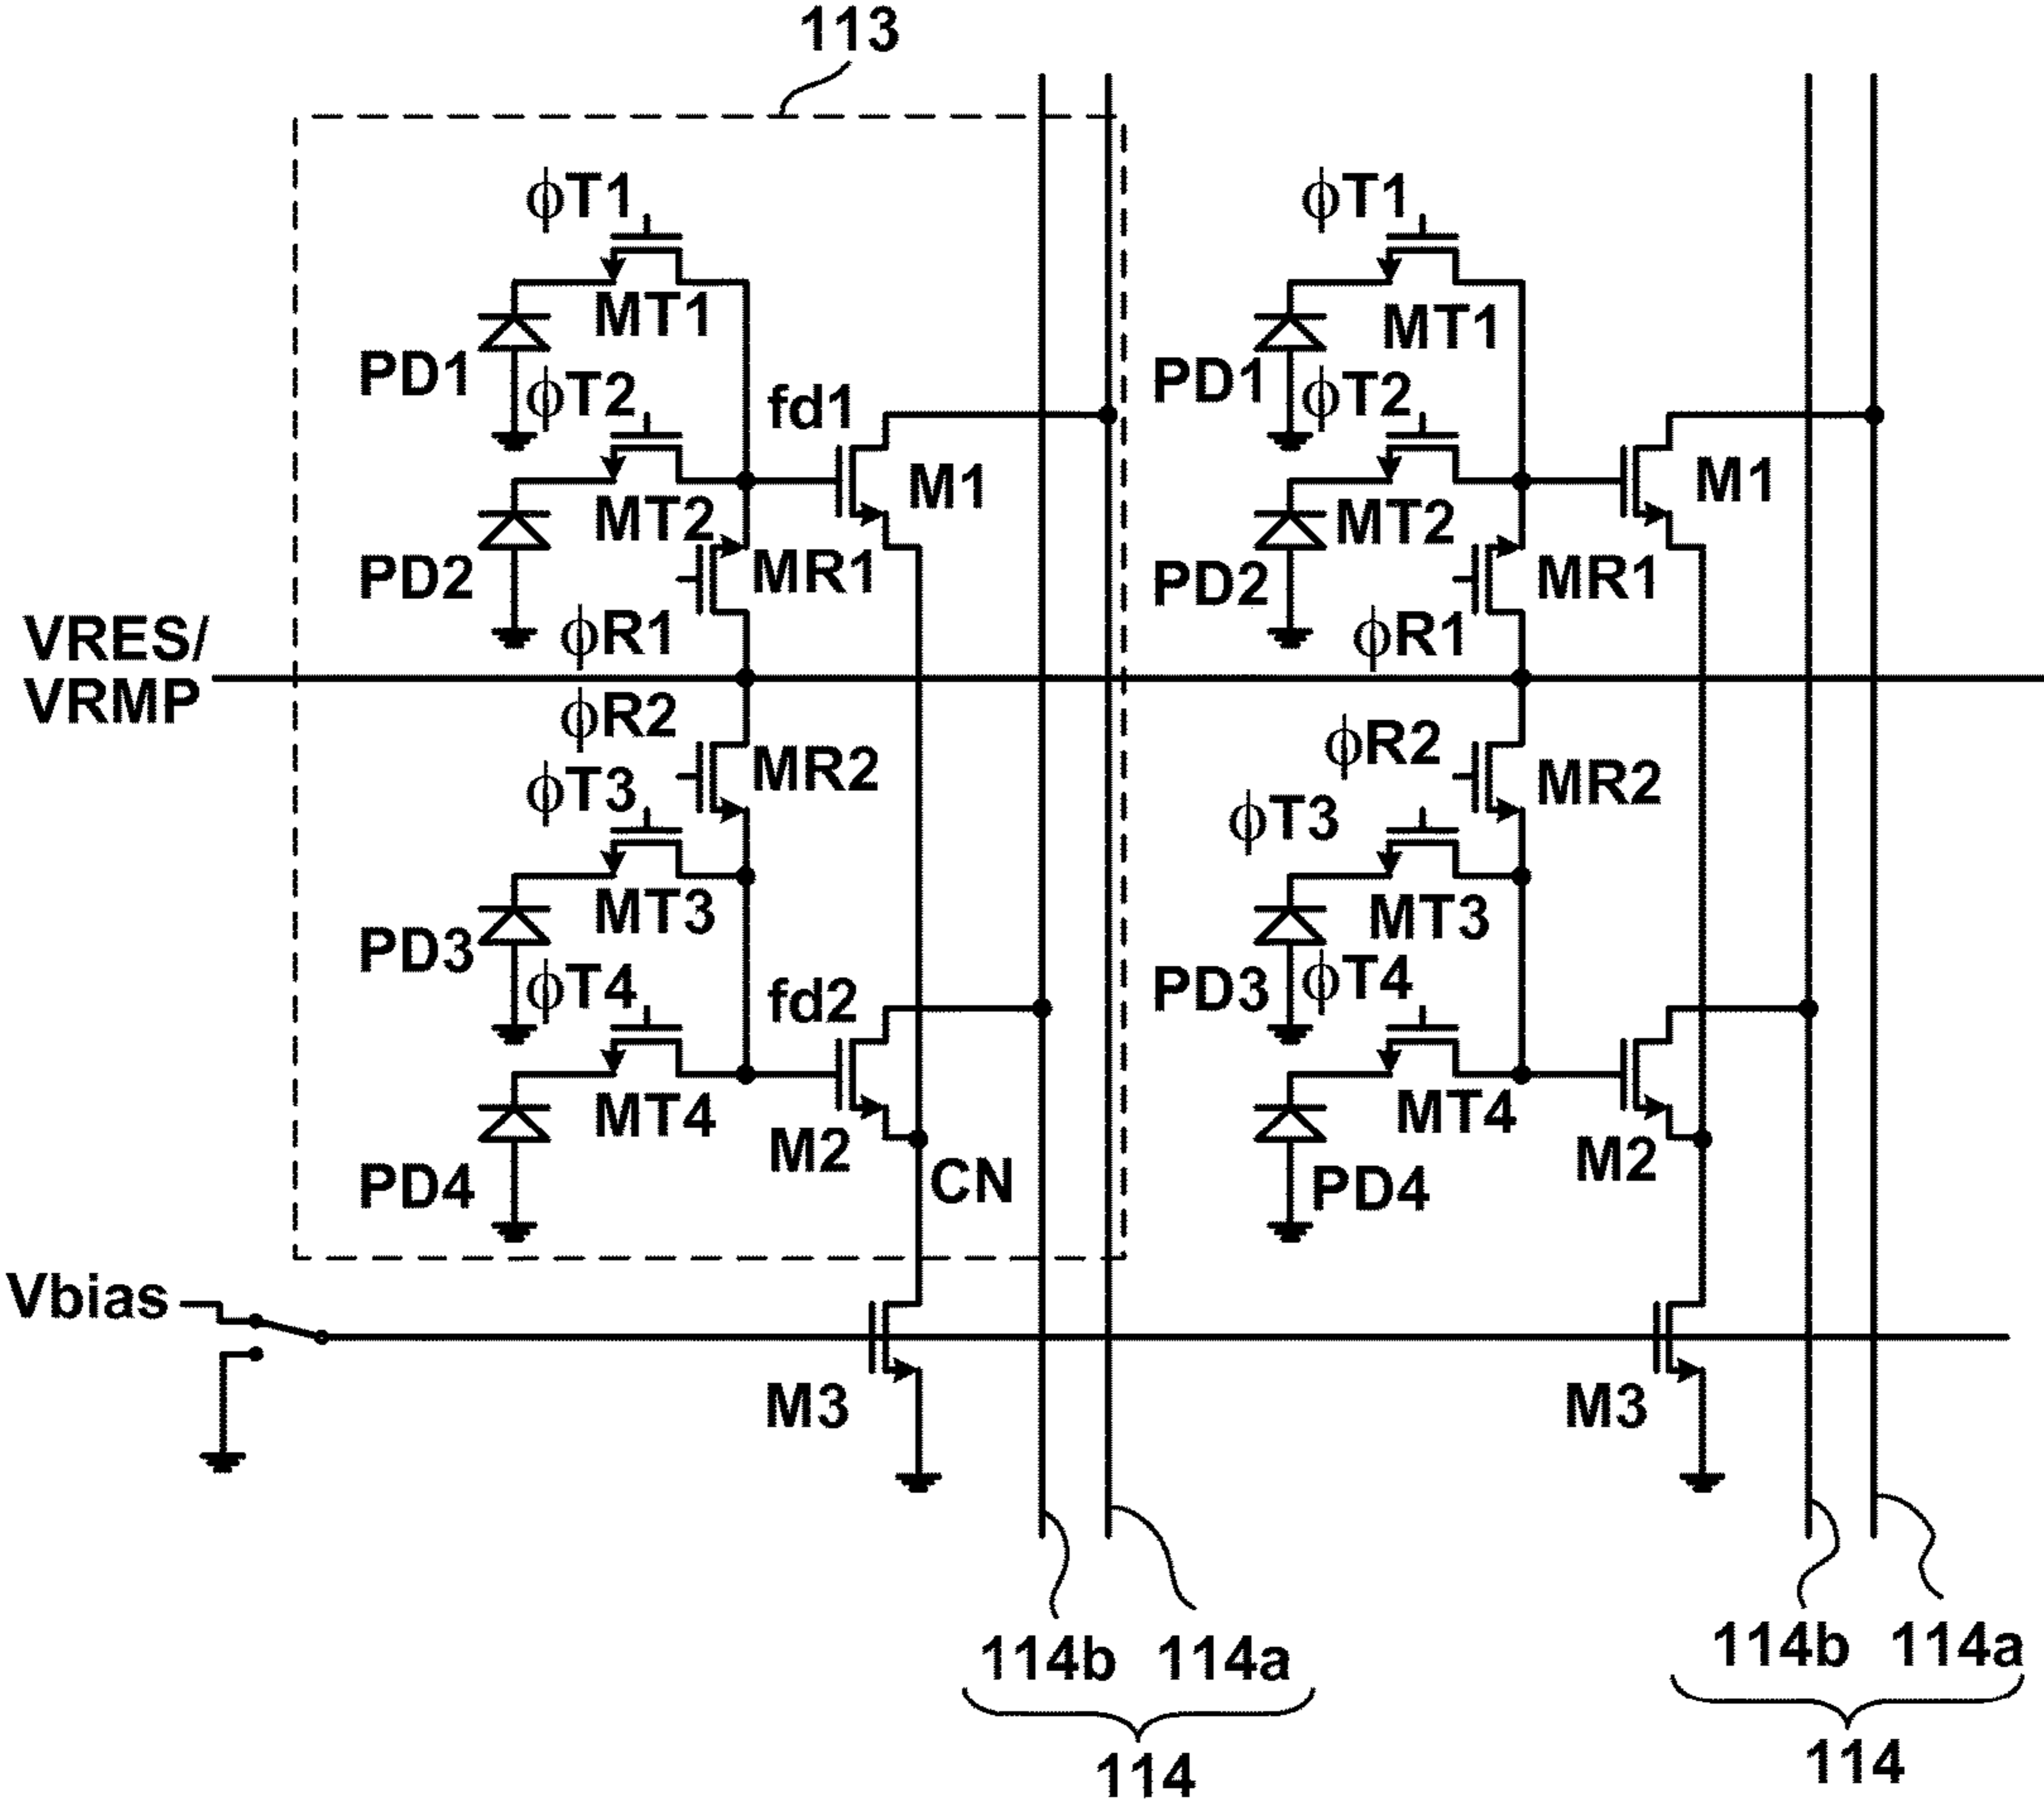 113
ϕT1
MT1
PD1
ϕT2
fd1
MT2
M1
PD2
MR1
ϕR1
VRES/
VRMP
ϕR2
MR2
ϕT3
MT3
PD3
ϕT4
fd2
MT4
M2
PD4
CN
Vbias
M3
114b
114a
114
ϕT1
MT1
PD1
ϕT2
M1
MT2
PD2
MR1
ϕR1
ϕR2
MR2
ϕT3
MT3
PD3
ϕT4
MT4
M2
PD4
M3
114b
114a
114